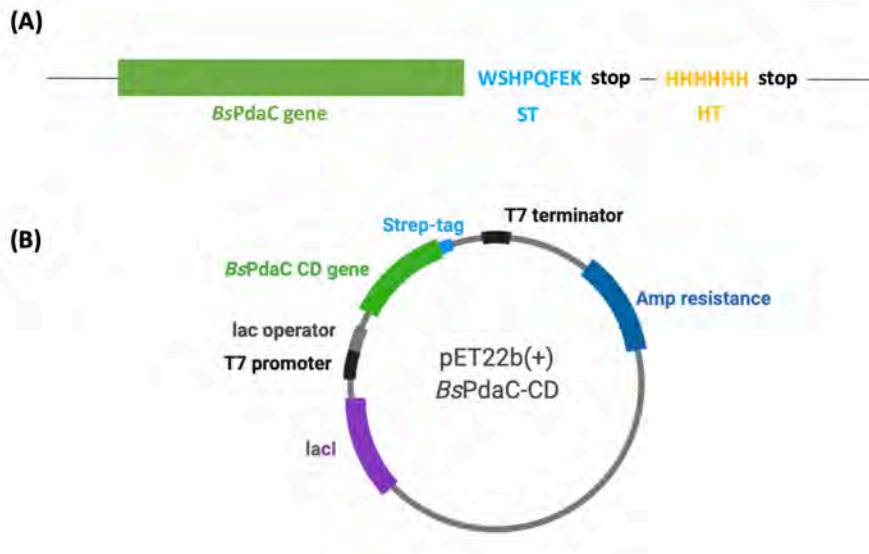 (A)
WSHPQFEK stop – HHHHHH stop
BsPdaC gene
ST
HT
(B)
Strep-tag
T7 terminator
BsPdaC CD gene
Amp resistance
lac operator
T7 promoter
pET22b(+)
BsPdaC-CD
lacI